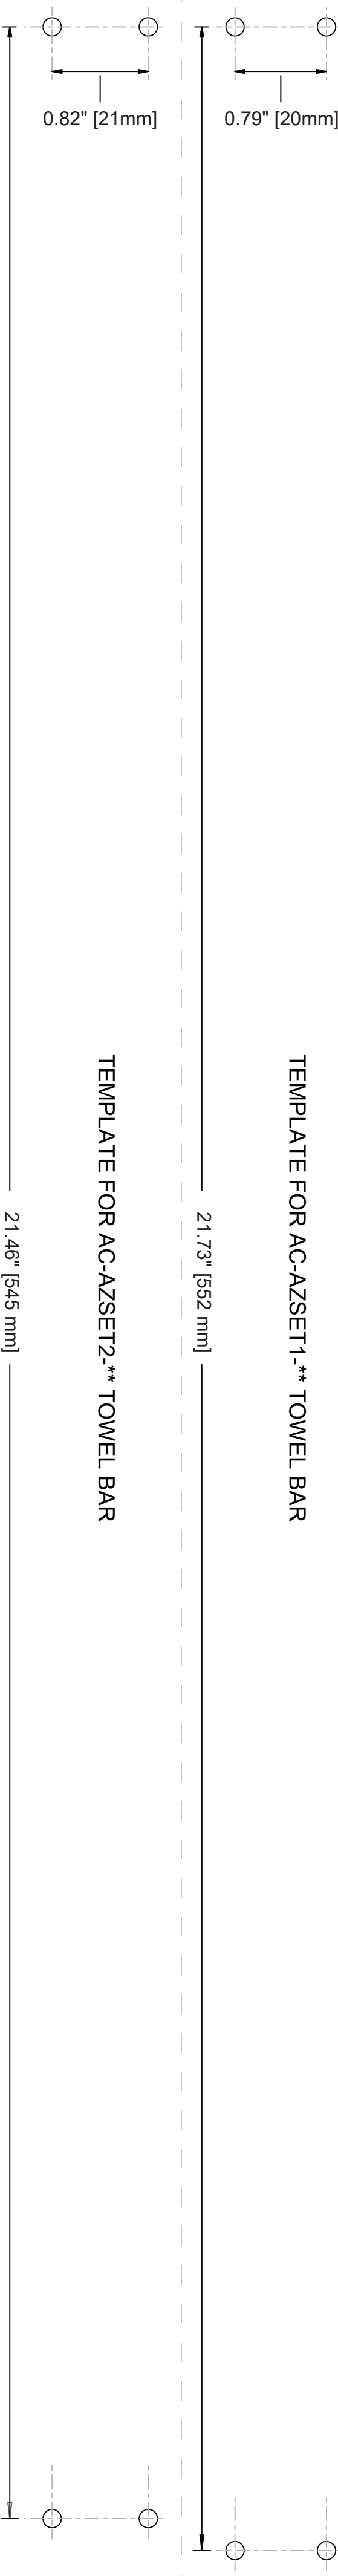 0.82" [21mm]
0.79" [20mm]
TEMPLATE FOR AC-AZSET2-** TOWEL BAR
TEMPLATE FOR AC-AZSET1-** TOWEL BAR
21.46" [545 mm]
21.73" [552 mm]